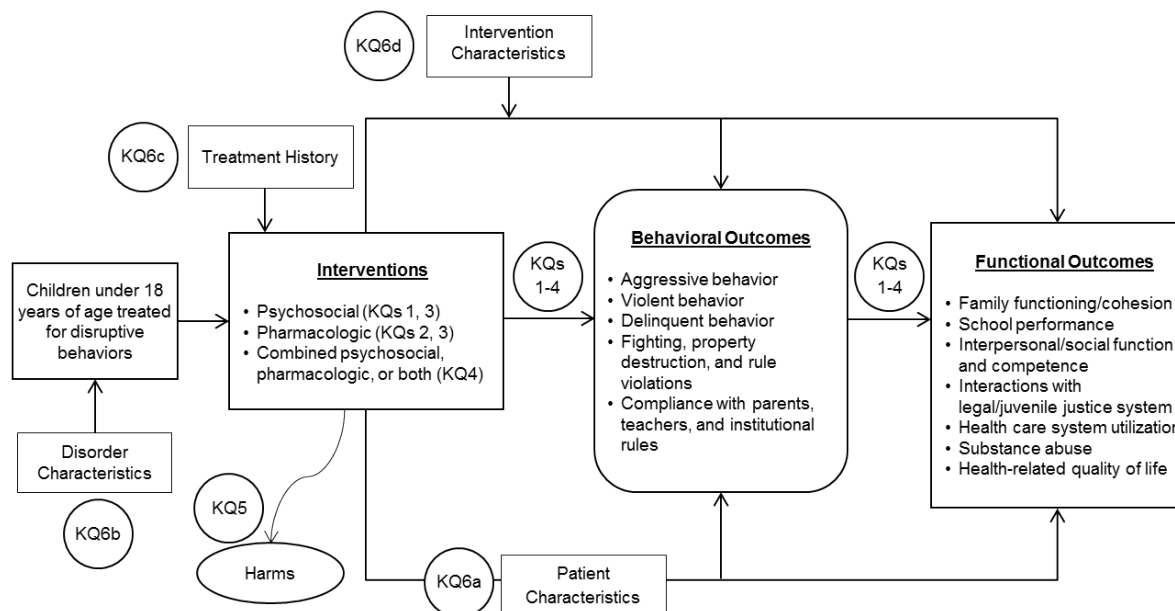 KQ6d
Intervention
Characteristics
KQ6c
Treatment History
Children under 18
years of age treated
for disruptive
behaviors
Disorder
Characteristics
KQ6b
Interventions
• Psychosocial (KQs 1, 3)
• Pharmacologic (KQs 2, 3)
• Combined psychosocial,
pharmacologic, or both (KQ4)
KQ5
Harms
KQs
1-4
Behavioral Outcomes
• Aggressive behavior
• Violent behavior
• Delinquent behavior
• Fighting, property
destruction, and rule
violations
• Compliance with parents,
teachers, and institutional
rules
KQs
1-4
Functional Outcomes
• Family functioning/cohesion
• School performance
• Interpersonal/social function
and competence
• Interactions with
legal/juvenile justice system
• Health care system utilization
• Substance abuse
• Health-related quality of life
KQ6a
Patient
Characteristics